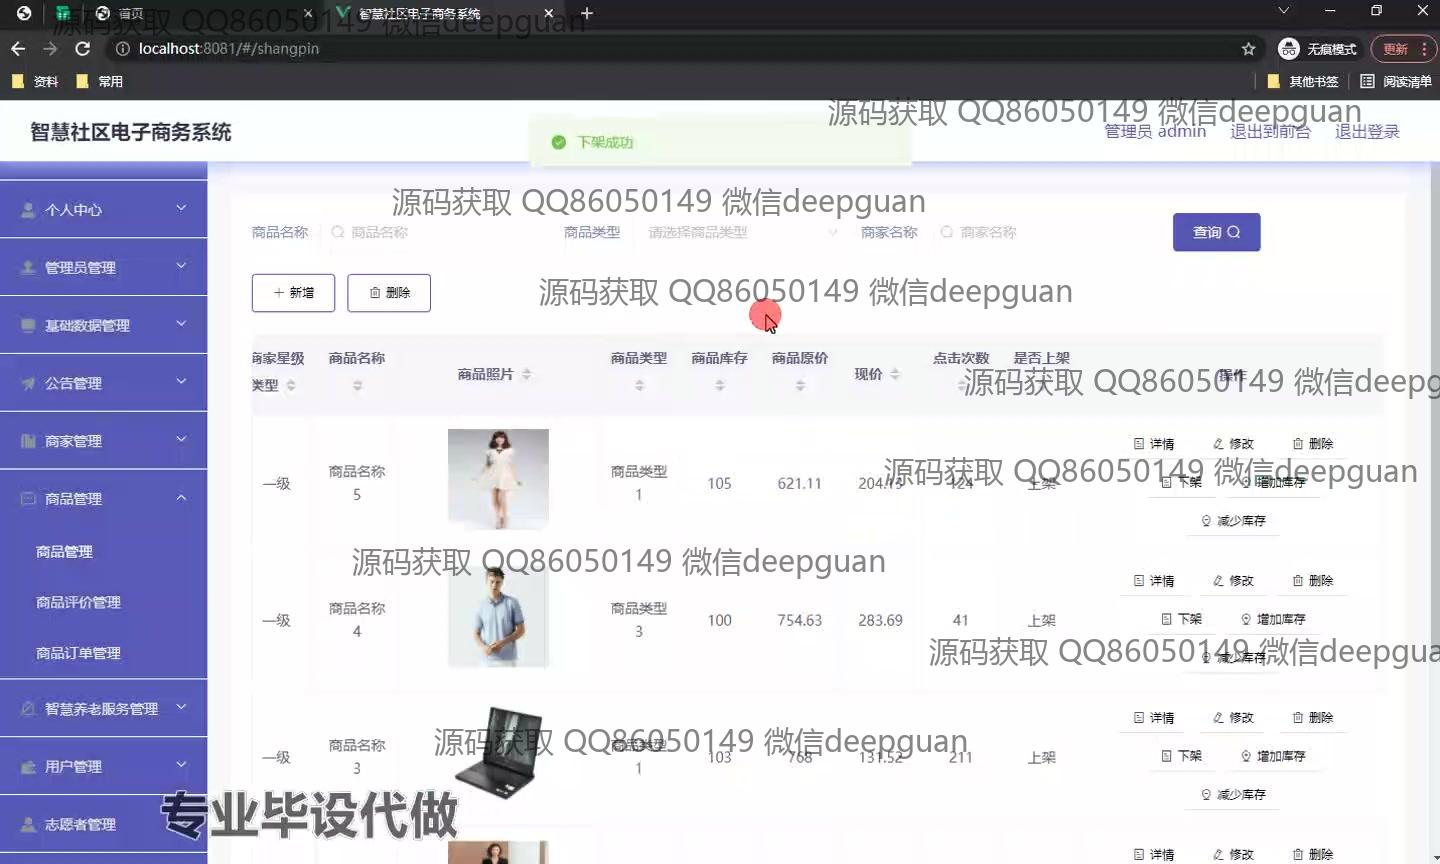 首页
智慧社区电子商务系统
源码获取 QQ86050149 微信deepguan
localhost:8081/#/shangpin
无痕模式
更新
资料
常用
其他书签
阅读清单
智慧社区电子商务系统
下架成功
源码获取 QQ86050149 微信deepguan
管理员 admin
退出到前台
退出登录
源码获取 QQ86050149 微信deepguan
个人中心
管理员管理
基础数据管理
公告管理
商家管理
商品管理
商品管理
商品评价管理
商品订单管理
智慧养老服务管理
用户管理
志愿者管理
商品名称 商品名称
商品类型 请选择商品类型
商家名称 商家名称
查询
新增
删除
源码获取 QQ86050149 微信deepguan
商家星级类型 商品名称 商品照片 商品类型 商品库存 商品原价 现价 点击次数 是否上架 操作
源码获取 QQ86050149 微信deepg
一级 商品名称5 商品类型1 105 621.11 204.13 124 上架
详情 修改 删除
源码获取 QQ86050149 微信deepguan
下架 增加库存
减少库存
源码获取 QQ86050149 微信deepguan
一级 商品名称4 商品类型3 100 754.63 283.69 41 上架
详情 修改 删除
下架 增加库存
减少库存
源码获取 QQ86050149 微信deepgua
一级 商品名称3 商品类型1 103 768 131.52 211 上架
详情 修改 删除
下架 增加库存
减少库存
源码获取 QQ86050149 微信deepguan
专业毕设代做
详情 修改 删除